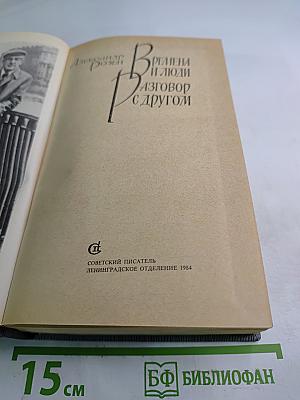 Александр
Розен
Времена
и люди
Разговор
с другом
СОВЕТСКИЙ ПИСАТЕЛЬ
ЛЕНИНГРАДСКОЕ ОТДЕЛЕНИЕ 1984
15 см
БФ БИБЛИОФАН